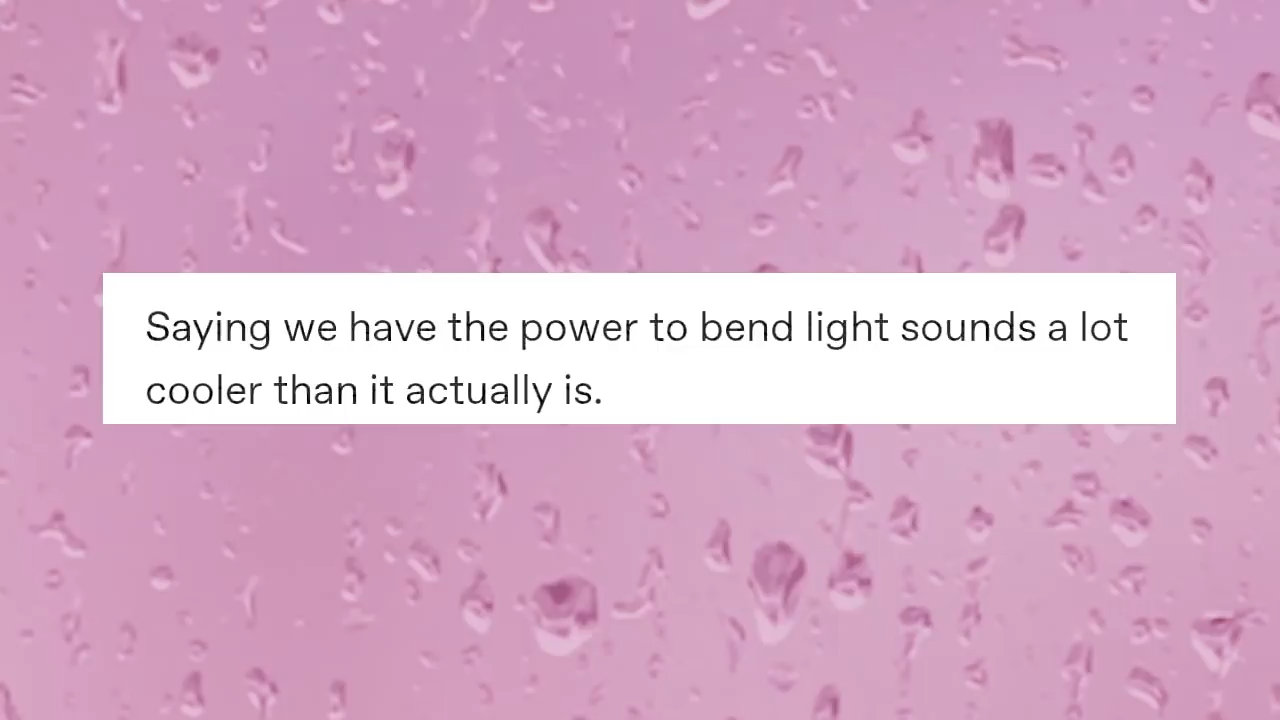 Saying we have the power to bend light sounds a lot
cooler than it actually is.